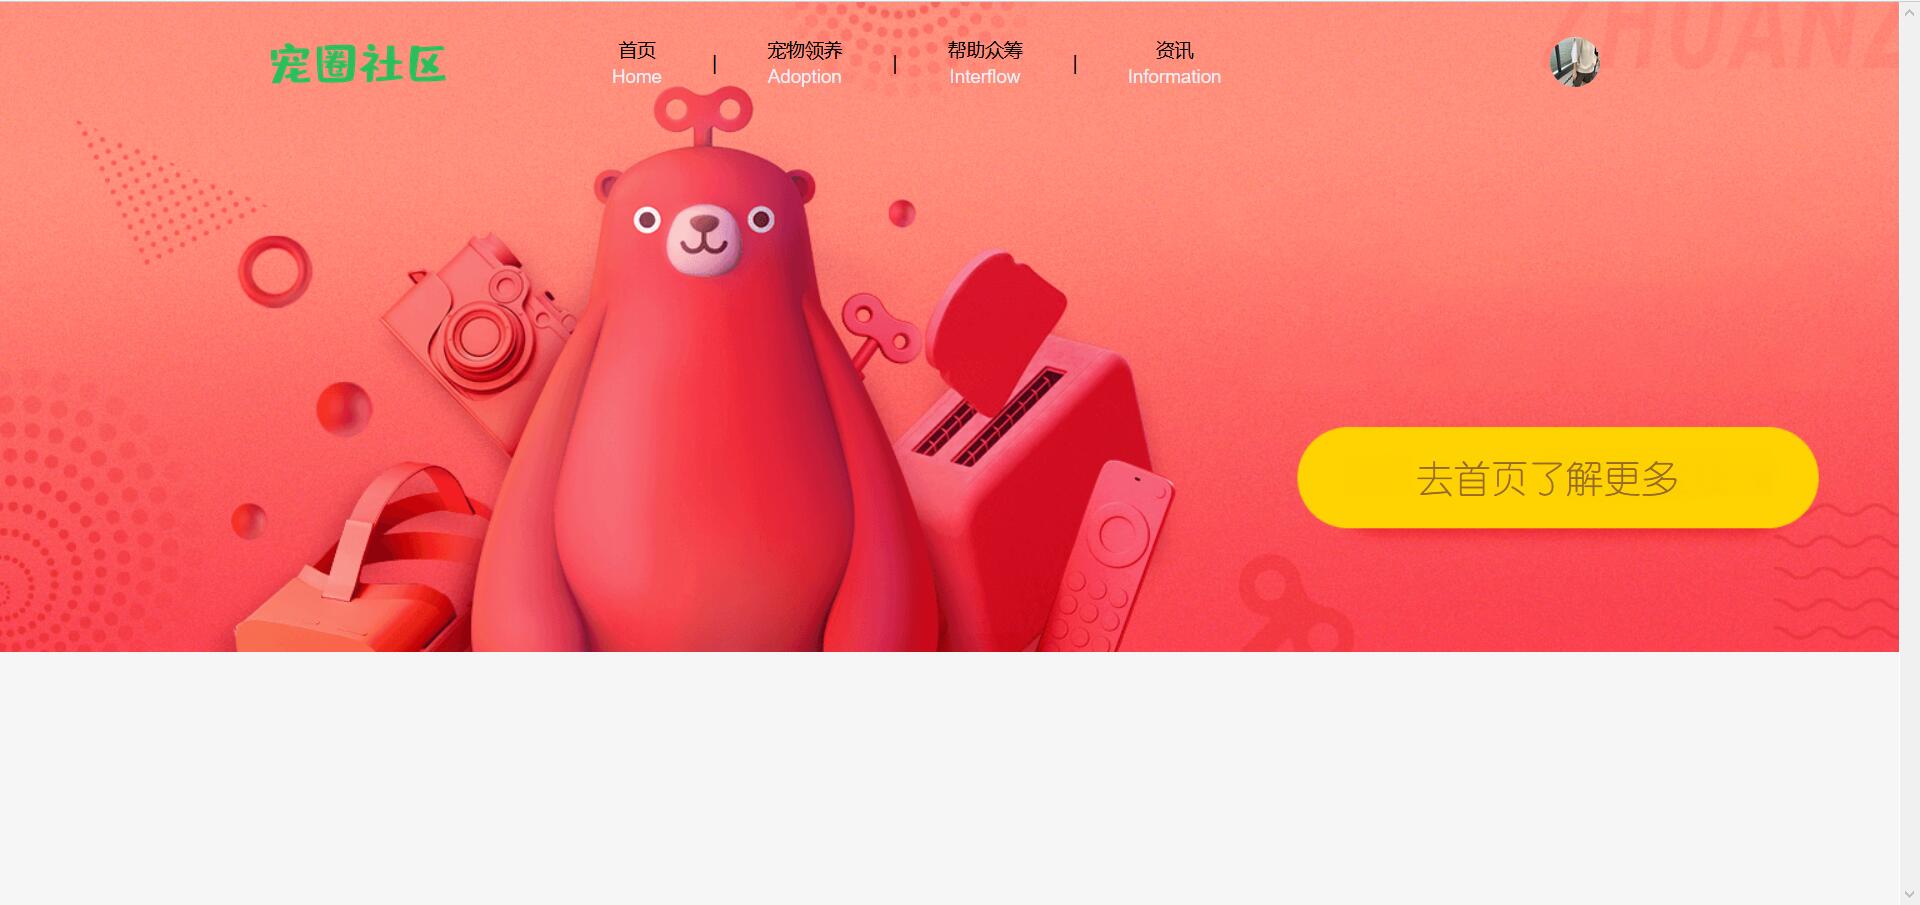 宠圈社区
首页
Home
|
宠物领养
Adoption
|
帮助众筹
Interflow
|
资讯
Information
去首页了解更多